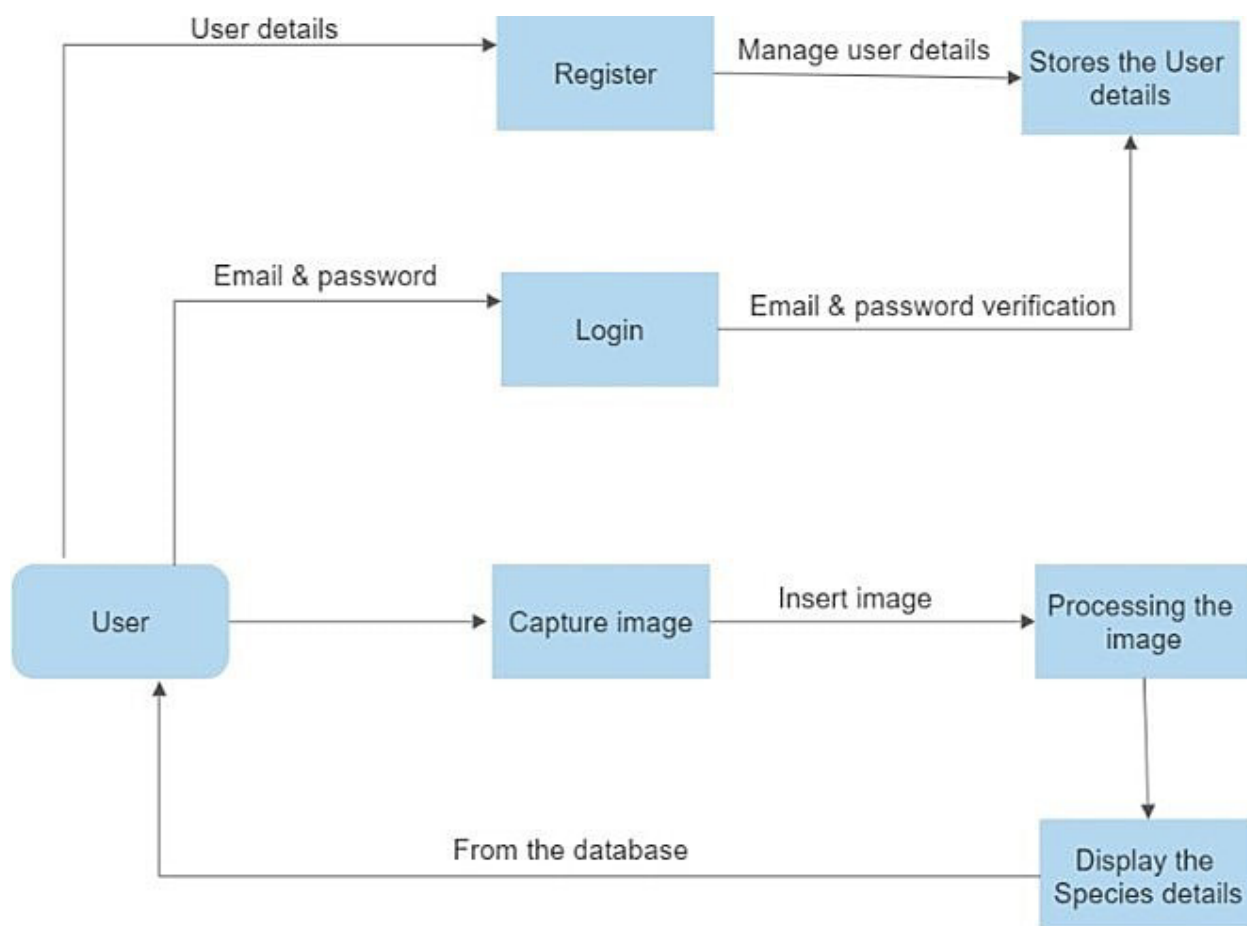 User details
Register
Manage user details
Stores the User
details
Email & password
Login
Email & password verification
User
Capture image
Insert image
Processing the
image
From the database
Display the
Species details